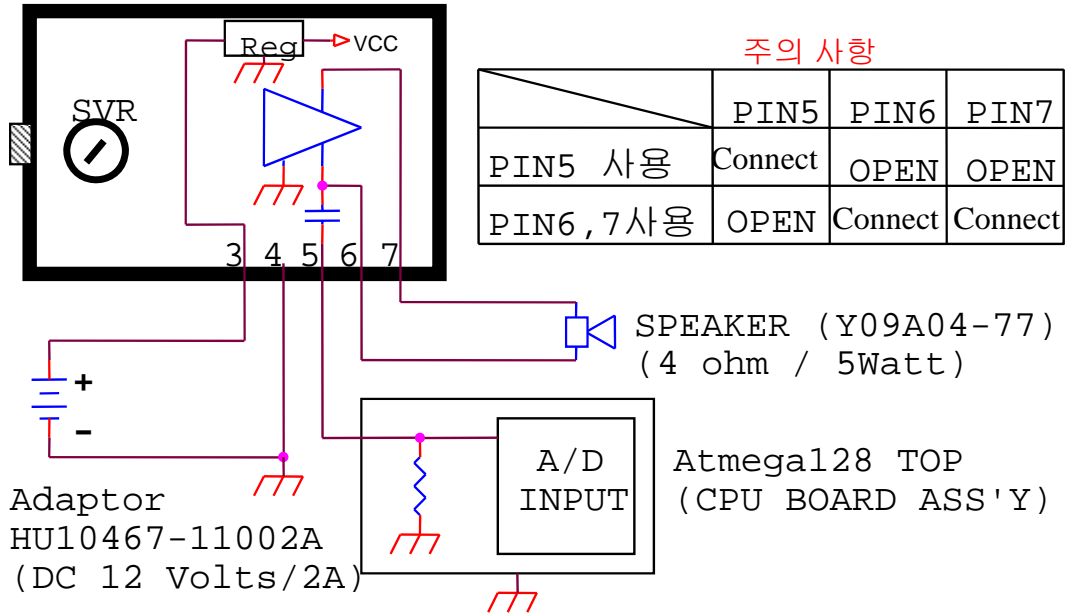 Reg
VCC
SVR
3 4 5 6 7
주의 사항
PIN5 PIN6 PIN7
PIN5 사용 Connect OPEN OPEN
PIN6,7사용 OPEN Connect Connect
SPEAKER (Y09A04-77)
(4 ohm / 5Watt)
+
-
Adaptor
HU10467-11002A
(DC 12 Volts/2A)
A/D
INPUT
Atmega128 TOP
(CPU BOARD ASS'Y)